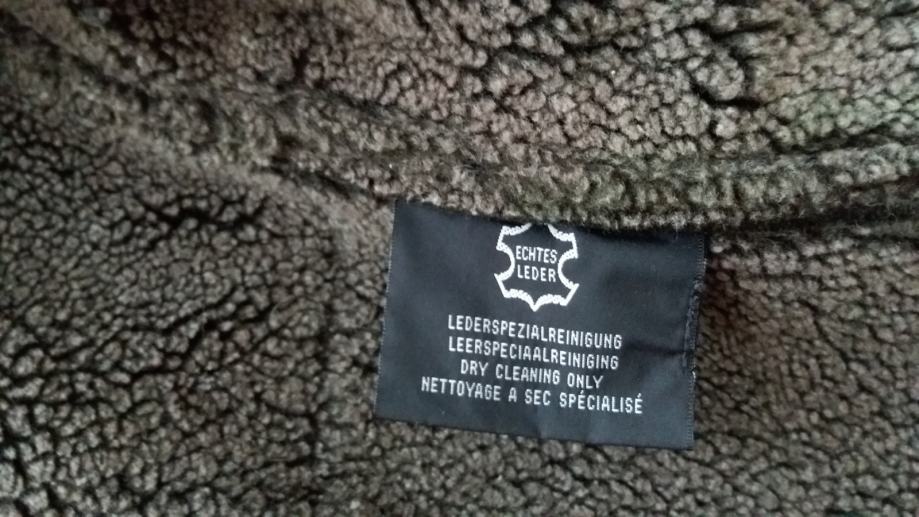 ECHTES
LEDER
LEDERSPEZIALREINIGUNG
LEERSPECIAALREINIGING
DRY CLEANING ONLY
NETTOYAGE A SEC SPÉCIALISÉ